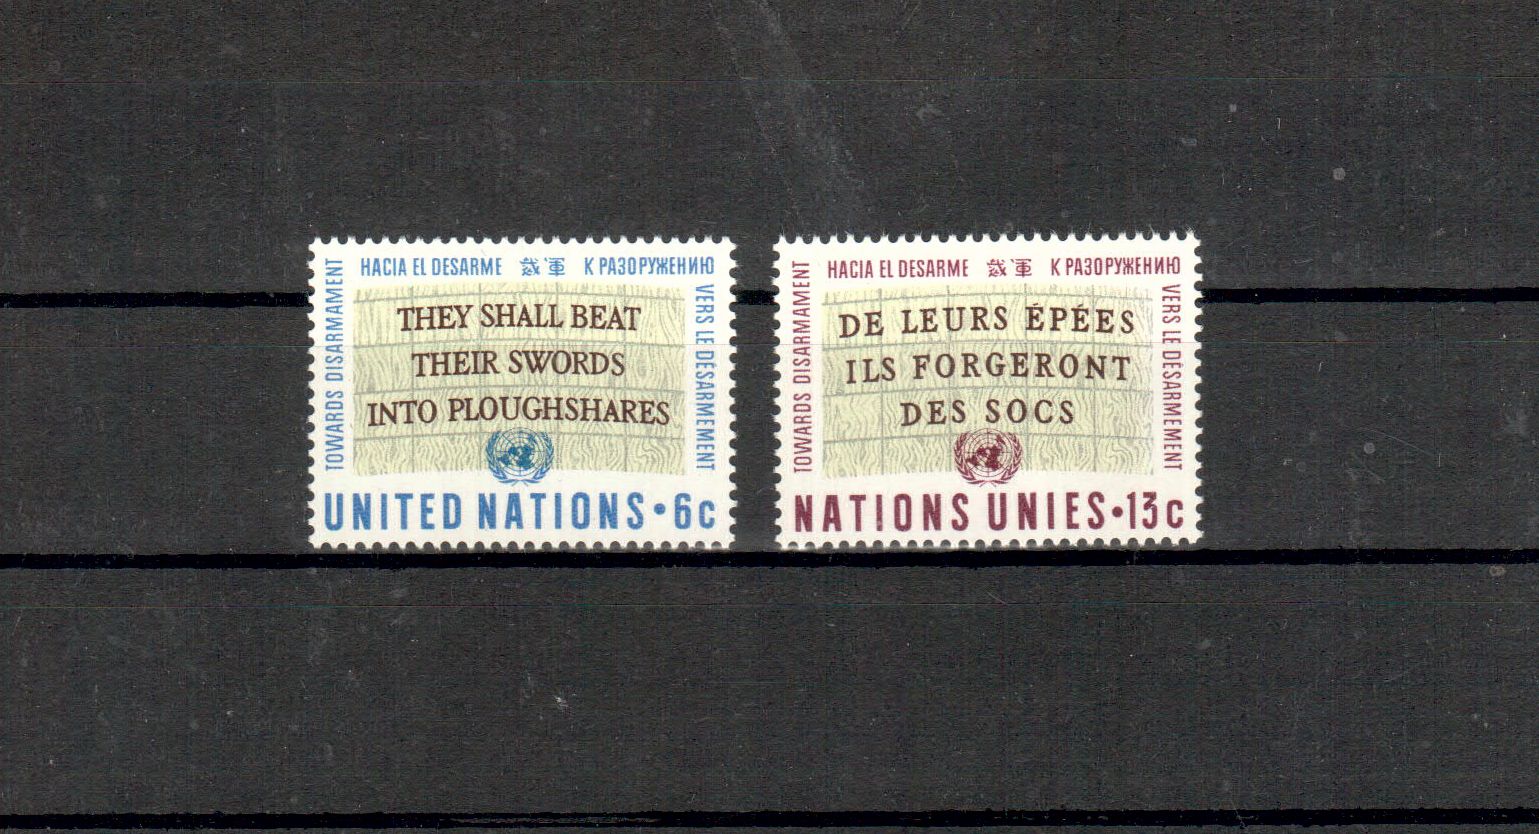 TOWARDS DISARMAMENT
HACIA EL DESARME 裁軍 К РАЗОРУЖЕНИЮ
VERS LE DÉSARMEMENT
THEY SHALL BEAT
THEIR SWORDS
INTO PLOUGHSHARES
UNITED NATIONS•6c
TOWARDS DISARMAMENT
HACIA EL DESARME 裁軍 К РАЗОРУЖЕНИЮ
VERS LE DÉSARMEMENT
DE LEURS ÉPÉES
ILS FORGERONT
DES SOCS
NATIONS UNIES•13c